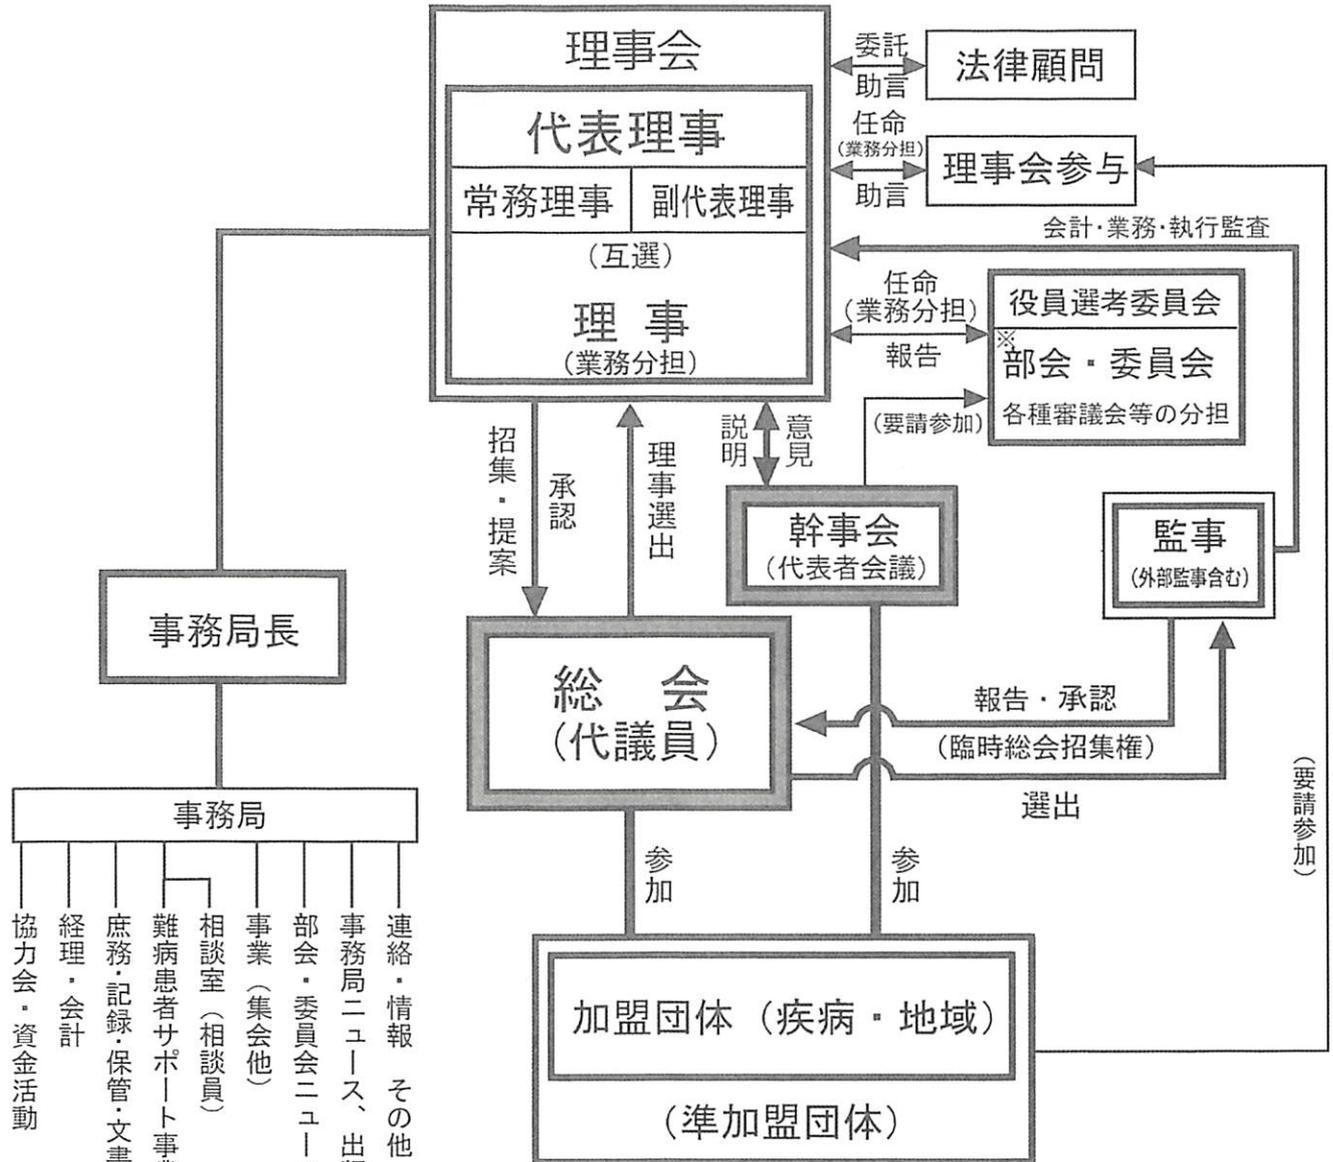 理事会
代表理事
常務理事
副代表理事
(互選)
理 事
(業務分担)
委託
助言
法律顧問
任命
(業務分担)
助言
理事会参与
会計・業務・執行監査
任命
(業務分担)
報告
役員選考委員会
※
部会・委員会
各種審議会等の分担
(要請参加)
招集・提案
承認
理事選出
説明
意見
幹事会
(代表者会議)
監事
(外部監事含む)
事務局長
総 会
(代議員)
報告・承認
(臨時総会招集権)
選出
(要請参加)
事務局
参加
参加
協力会・資金活動
経理・会計
庶務・記録・保管・文書
難病患者サポート事業
相談室(相談員)
事業(集会他)
部会・委員会ニュー
事務局ニュース、出
連絡・情報 その他
加盟団体(疾病・地域)
(準加盟団体)